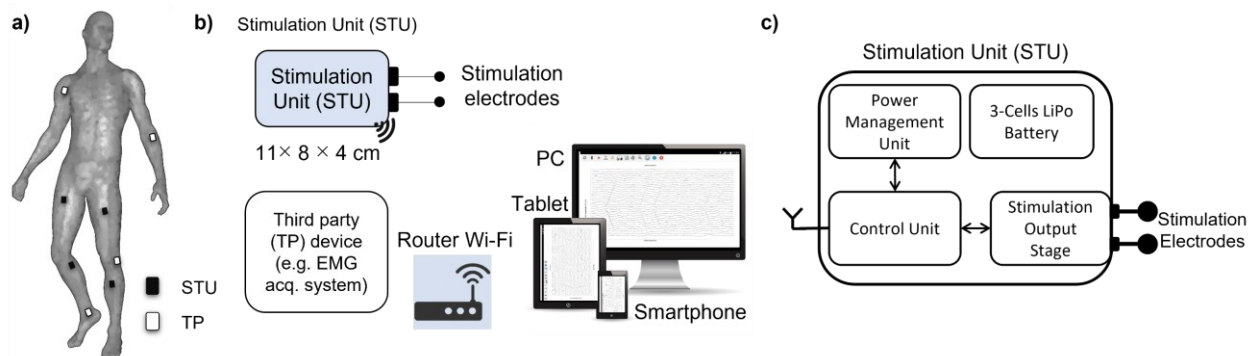 a)
STU
TP
b)
Stimulation Unit (STU)
Stimulation
Unit (STU)
Stimulation
electrodes
11× 8 × 4 cm
Third party
(TP) device
(e.g. EMG
acq. system)
Router Wi-Fi
PC
Tablet
Smartphone
c)
Stimulation Unit (STU)
Power
Management
Unit
3-Cells LiPo
Battery
Control Unit
Stimulation
Output
Stage
Stimulation
Electrodes